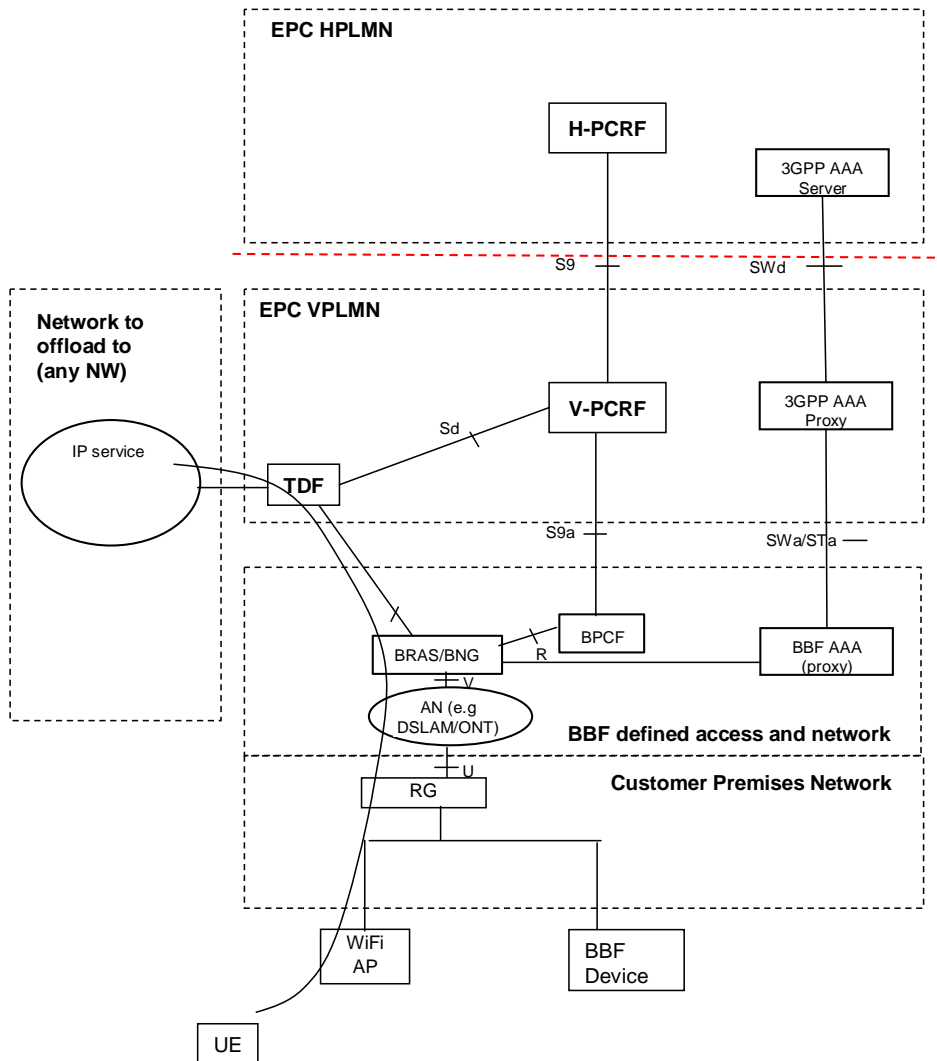 EPC HPLMN
H-PCRF
3GPP AAA
Server
S9
SWd
Network to
offload to
(any NW)
EPC VPLMN
IP service
Sd
V-PCRF
3GPP AAA
Proxy
TDF
S9a
SWa/STa
BRAS/BNG
R
BPCF
BBF AAA
(proxy)
V
AN (e.g
DSLAM/ONT)
BBF defined access and network
U
RG
Customer Premises Network
WiFi
AP
BBF
Device
UE